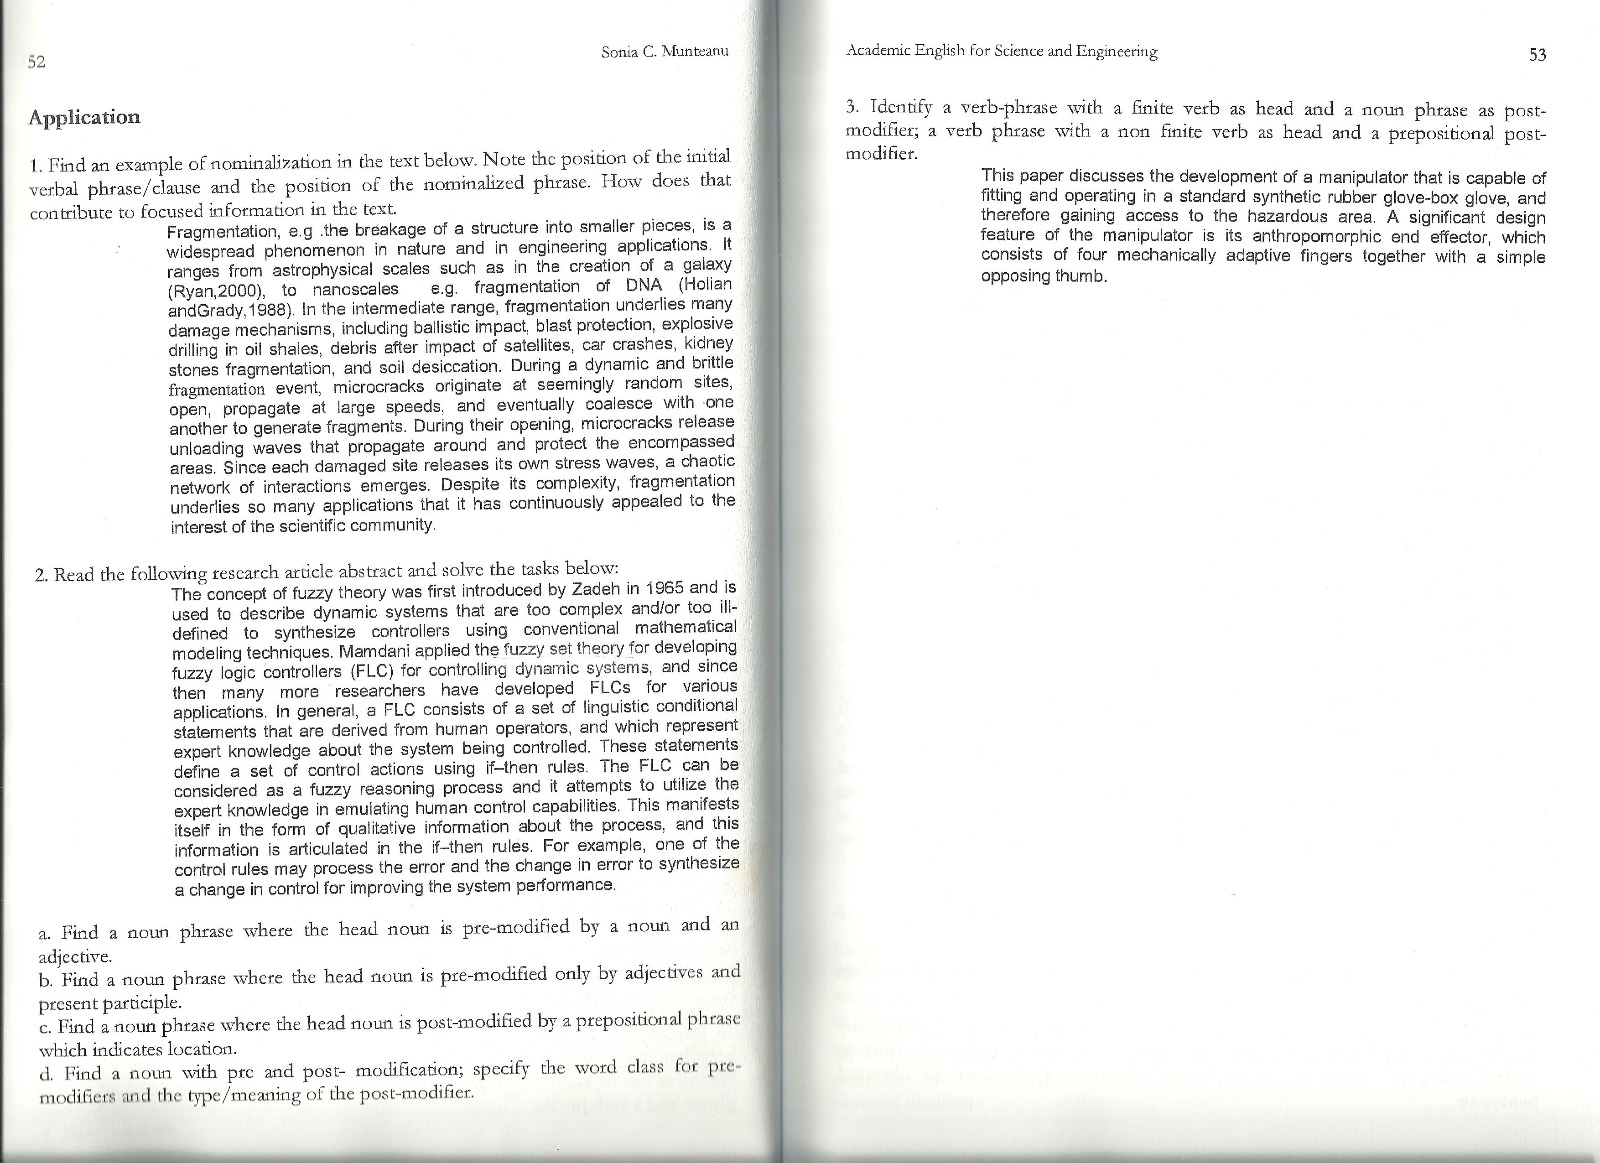 52
Sonia C. Munteanu
Application
1. Find an example of nominalization in the text below. Note the position of the initial
verbal phrase/clause and the position of the nominalized phrase. How does that
contribute to focused information in the text.
Fragmentation, e.g .the breakage of a structure into smaller pieces, is a
widespread phenomenon in nature and in engineering applications. It
ranges from astrophysical scales such as in the creation of a galaxy
(Ryan,2000), to nanoscales e.g. fragmentation of DNA (Holian
andGrady,1988). In the intermediate range, fragmentation underlies many
damage mechanisms, including ballistic impact, blast protection, explosive
drilling in oil shales, debris after impact of satellites, car crashes, kidney
stones fragmentation, and soil desiccation. During a dynamic and brittle
fragmentation event, microcracks originate at seemingly random sites,
open, propagate at large speeds, and eventually coalesce with one
another to generate fragments. During their opening, microcracks release
unloading waves that propagate around and protect the encompassed
areas. Since each damaged site releases its own stress waves, a chaotic
network of interactions emerges. Despite its complexity, fragmentation
underlies so many applications that it has continuously appealed to the
interest of the scientific community.
2. Read the following research article abstract and solve the tasks below:
The concept of fuzzy theory was first introduced by Zadeh in 1965 and is
used to describe dynamic systems that are too complex and/or too ill-
defined to synthesize controllers using conventional mathematical
modeling techniques. Mamdani applied the fuzzy set theory for developing
fuzzy logic controllers (FLC) for controlling dynamic systems, and since
then many more researchers have developed FLCs for various
applications. In general, a FLC consists of a set of linguistic conditional
statements that are derived from human operators, and which represent
expert knowledge about the system being controlled. These statements
define a set of control actions using if–then rules. The FLC can be
considered as a fuzzy reasoning process and it attempts to utilize the
expert knowledge in emulating human control capabilities. This manifests
itself in the form of qualitative information about the process, and this
information is articulated in the if–then rules. For example, one of the
control rules may process the error and the change in error to synthesize
a change in control for improving the system performance.
a. Find a noun phrase where the head noun is pre-modified by a noun and an
adjective.
b. Find a noun phrase where the head noun is pre-modified only by adjectives and
present participle.
c. Find a noun phrase where the head noun is post-modified by a prepositional phrase
which indicates location.
d. Find a noun with pre and post- modification; specify the word class for pre-
modifiers and the type/meaning of the post-modifier.
Academic English for Science and Engineering
53
3. Identify a verb-phrase with a finite verb as head and a noun phrase as post-
modifier; a verb phrase with a non finite verb as head and a prepositional post-
modifier.
This paper discusses the development of a manipulator that is capable of
fitting and operating in a standard synthetic rubber glove-box glove, and
therefore gaining access to the hazardous area. A significant design
feature of the manipulator is its anthropomorphic end effector, which
consists of four mechanically adaptive fingers together with a simple
opposing thumb.